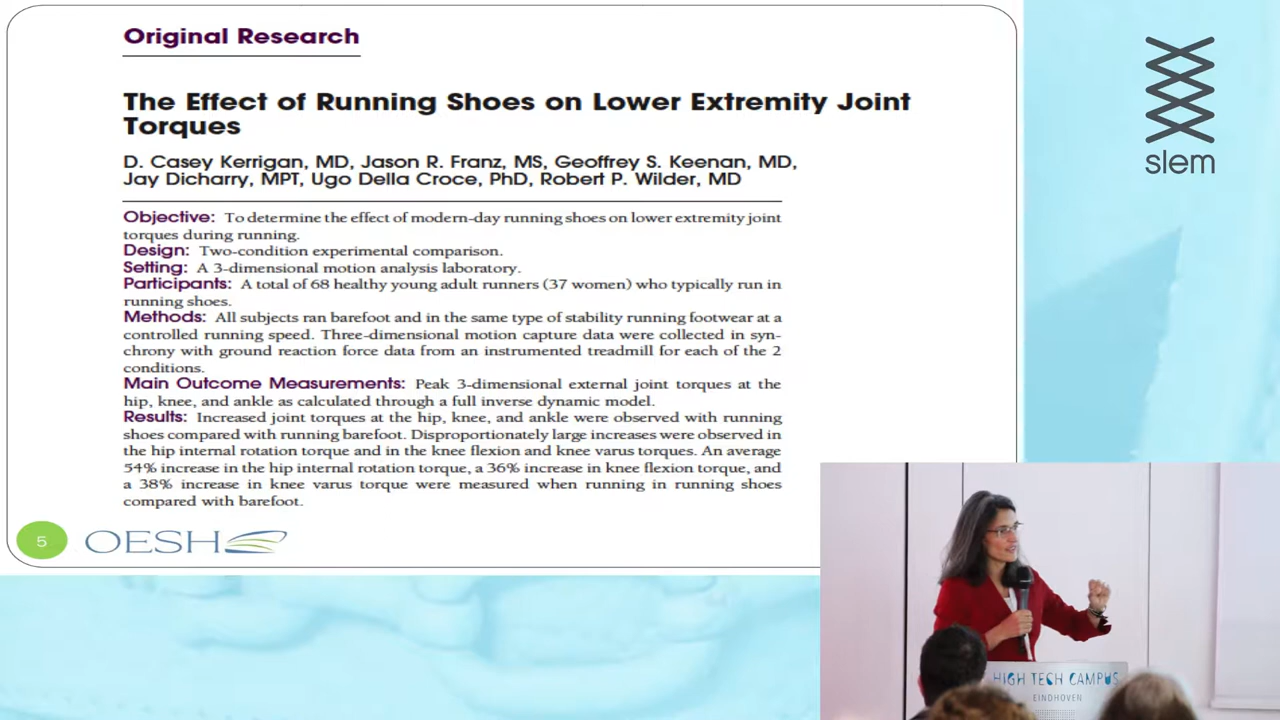 Original Research
The Effect of Running Shoes on Lower Extremity Joint
Torques
D. Casey Kerrigan, MD, Jason R. Franz, MS, Geoffrey S. Keenan, MD,
Jay Dicharry, MPT, Ugo Della Croce, PhD, Robert P. Wilder, MD
Objective: To determine the effect of modern-day running shoes on lower extremity joint
torques during running.
Design: Two-condition experimental comparison.
Setting: A 3-dimensional motion analysis laboratory.
Participants: A total of 68 healthy young adult runners (37 women) who typically run in
running shoes.
Methods: All subjects ran barefoot and in the same type of stability running footwear at a
controlled running speed. Three-dimensional motion capture data were collected in syn-
chrony with ground reaction force data from an instrumented treadmill for each of the 2
conditions.
Main Outcome Measurements: Peak 3-dimensional external joint torques at the
hip, knee, and ankle as calculated through a full inverse dynamic model.
Results: Increased joint torques at the hip, knee, and ankle were observed with running
shoes compared with running barefoot. Disproportionately large increases were observed in
the hip internal rotation torque and in the knee flexion and knee varus torques. An average
54% increase in the hip internal rotation torque, a 36% increase in knee flexion torque, and
a 38% increase in knee varus torque were measured when running in running shoes
compared with barefoot.
5
OESH
slem
HIGH TECH CAMPUS
EINDHOVEN